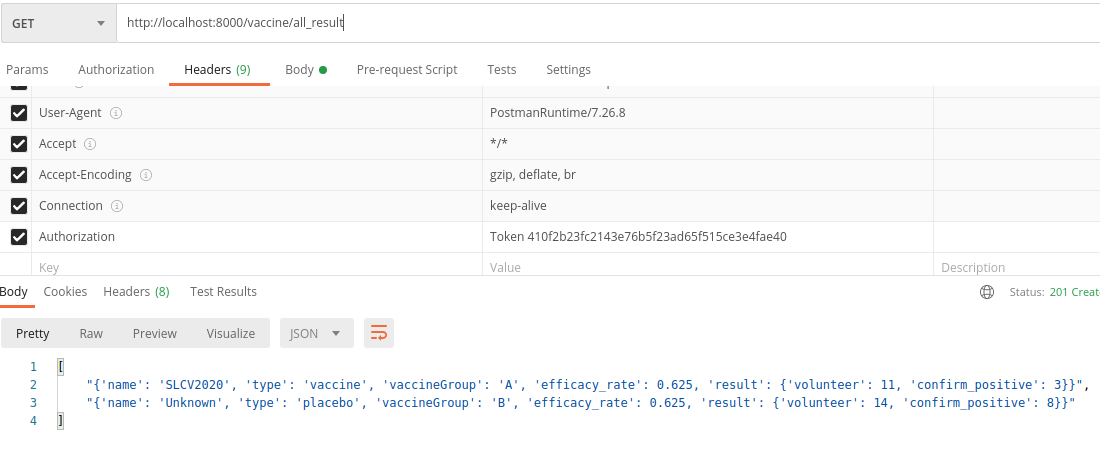 GET http://localhost:8000/vaccine/all_result
Params Authorization Headers (9) Body Pre-request Script Tests Settings
User-Agent PostmanRuntime/7.26.8
Accept */*
Accept-Encoding gzip, deflate, br
Connection keep-alive
Authorization Token 410f2b23fc2143e76b5f23ad65f515ce3e4fae40
Key Value Description
Body Cookies Headers (8) Test Results Status: 201 Creat
Pretty Raw Preview Visualize JSON
1 [
2 "{'name': 'SLCV2020', 'type': 'vaccine', 'vaccineGroup': 'A', 'efficacy_rate': 0.625, 'result': {'volunteer': 11, 'confirm_positive': 3}}",
3 "{'name': 'Unknown', 'type': 'placebo', 'vaccineGroup': 'B', 'efficacy_rate': 0.625, 'result': {'volunteer': 14, 'confirm_positive': 8}}"
4 ]